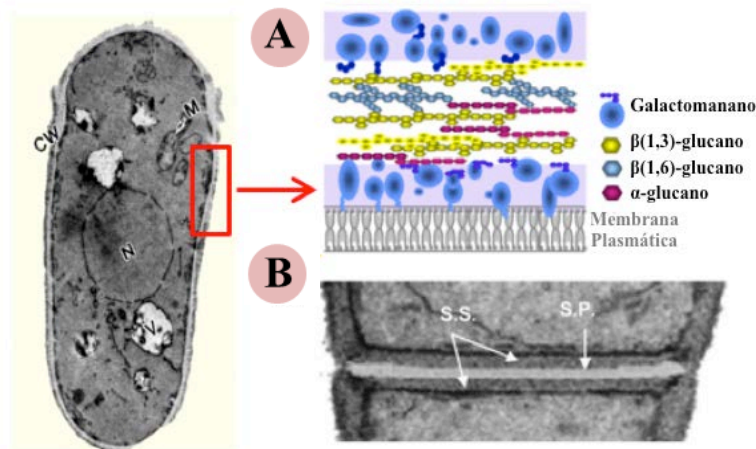 A
CW
M
N
V
Galactomanano
β(1,3)-glucano
β(1,6)-glucano
α-glucano
Membrana
Plasmática
B
S.S.
S.P.